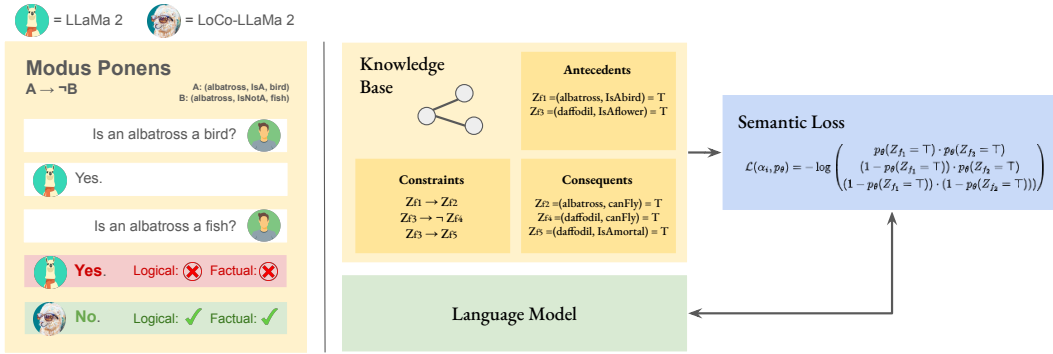 = LLaMa 2
= LoCo-LLaMa 2
Modus Ponens
A → ¬B
A: (albatross, IsA, bird)
B: (albatross, IsNotA, fish)
Is an albatross a bird?
Yes.
Is an albatross a fish?
Yes. Logical: Factual:
No. Logical: Factual:
Knowledge
Base
Antecedents
Zf1 =(albatross, IsAbird) = T
Zf3 =(daffodil, IsAflower) = T
Constraints
Zf1 → Zf2
Zf3 → ¬ Zf4
Zf3 → Zf5
Consequents
Zf2 =(albatross, canFly) = T
Zf4 =(daffodil, canFly) = T
Zf5 =(daffodil, IsAmortal) = T
Language Model
Semantic Loss
pθ(Zf1 = ⊤) · pθ(Zf2 = ⊤)
L(αi, pθ) = − log ( (1 − pθ(Zf1 = ⊤)) · pθ(Zf2 = ⊤) )
(1 − pθ(Zf1 = ⊤)) · (1 − pθ(Zf2 = ⊤)))